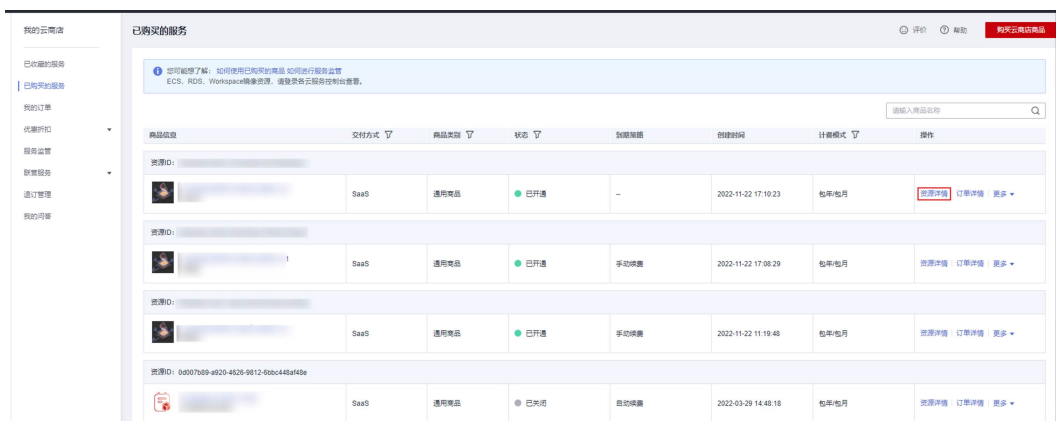 我的云商店
已购买的服务
评价
帮助
购买云商店商品
已收藏的服务
已购买的服务
我的订单
优惠折扣
服务监管
联营服务
退订管理
我的问答
您可能想了解： 如何使用已购买的商品 如何进行服务监管
ECS、RDS、Workspace镜像资源，请登录各云服务控制台查看。
请输入商品名称
商品信息 交付方式 商品类别 状态 到期策略 创建时间 计费模式 操作
资源ID:
SaaS 通用商品 已开通 -- 2022-11-22 17:10:23 包年/包月 资源详情 订单详情 更多
资源ID:
SaaS 通用商品 已开通 手动续费 2022-11-22 17:08:29 包年/包月 资源详情 订单详情 更多
资源ID:
SaaS 通用商品 已开通 手动续费 2022-11-22 11:19:48 包年/包月 资源详情 订单详情 更多
资源ID: 0d007b89-a920-4626-9812-6bbc448af48e
SaaS 通用商品 已关闭 自动续费 2022-03-29 14:48:18 包年/包月 资源详情 订单详情 更多